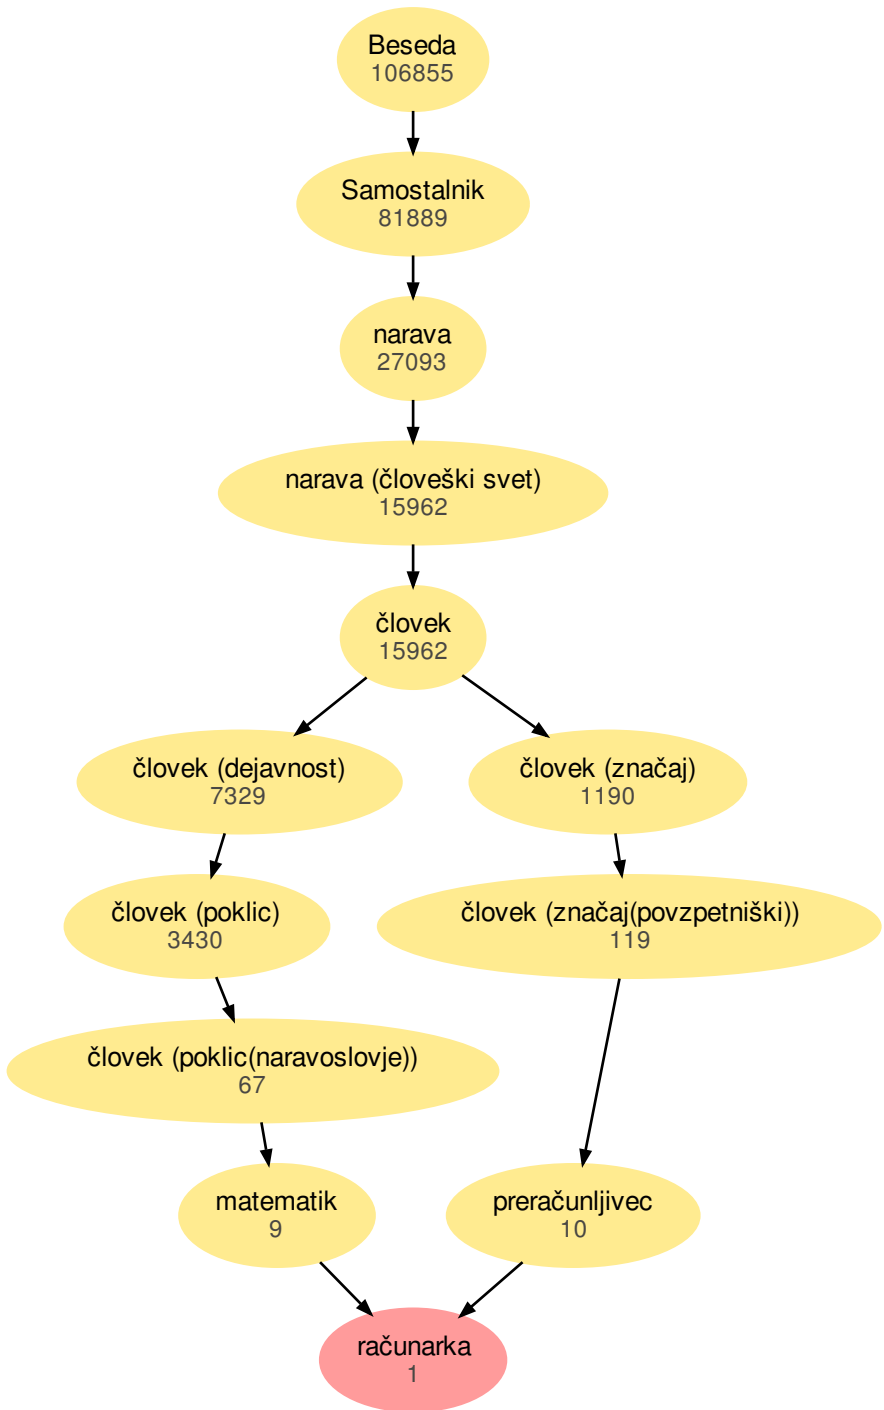 Beseda
106855
Samostalnik
81889
narava
27093
narava (človeški svet)
15962
človek
15962
človek (dejavnost)
7329
človek (značaj)
1190
človek (poklic)
3430
človek (značaj(povzpetniški))
119
človek (poklic(naravoslovje))
67
matematik
9
preračunljivec
10
računarka
1